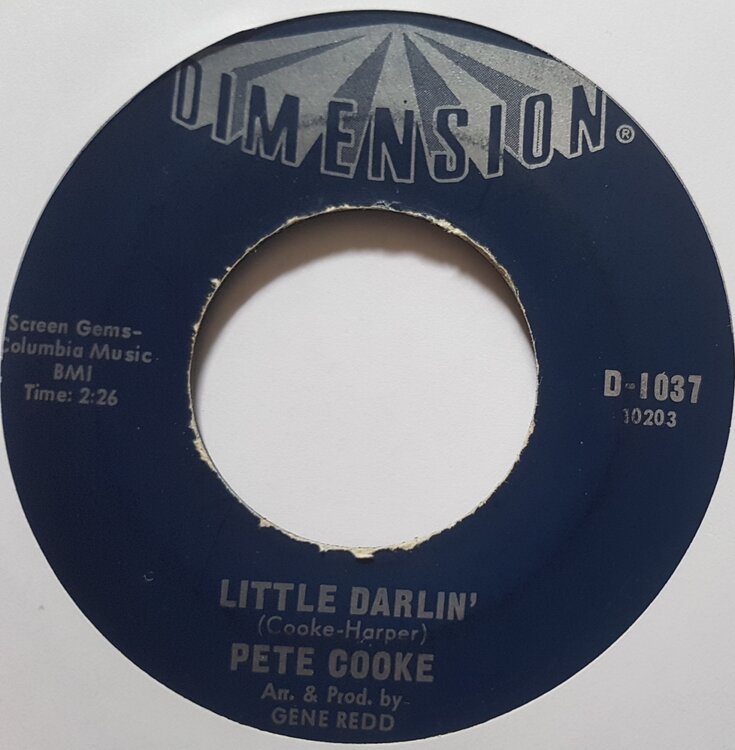 DIMENSION®
Screen Gems-
Columbia Music
BMI
Time: 2:26
D-1037
10203
LITTLE DARLIN'
(Cooke-Harper)
PETE COOKE
Arr. & Prod. by
GENE REDD